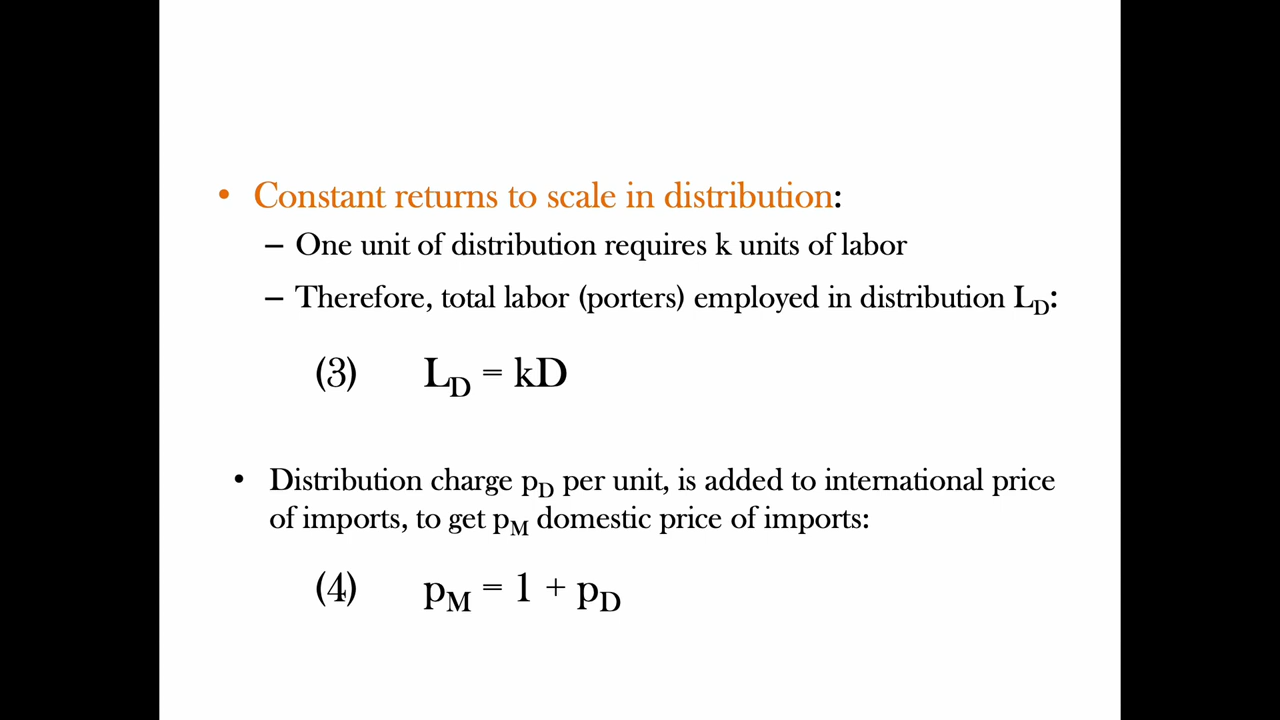 • Constant returns to scale in distribution:
– One unit of distribution requires k units of labor
– Therefore, total labor (porters) employed in distribution L_D:
(3) L_D = kD
• Distribution charge p_D per unit, is added to international price
of imports, to get p_M domestic price of imports:
(4) p_M = 1 + p_D